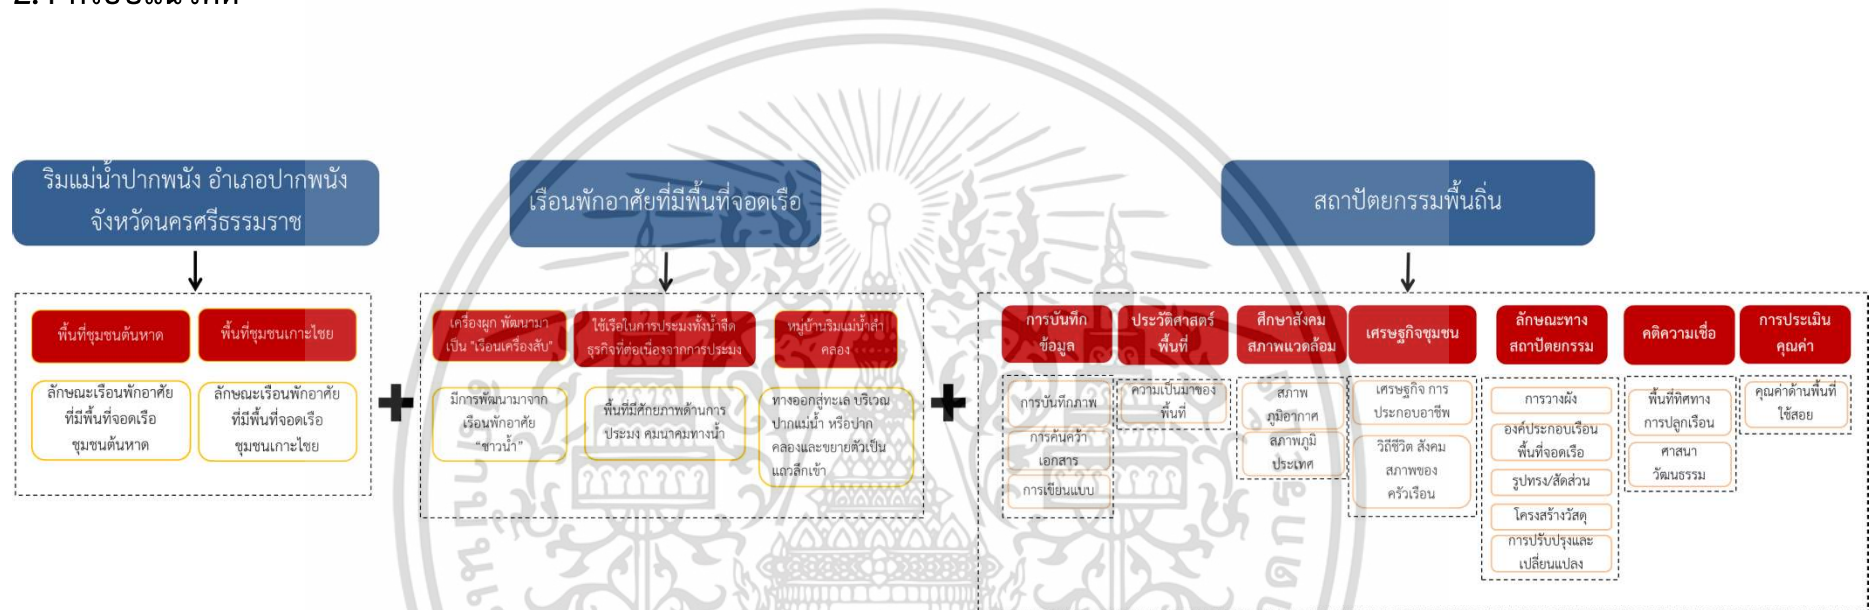 ริมแม่น้ำปากพนัง อำเภอปากพนัง
จังหวัดนครศรีธรรมราช
พื้นที่ชุมชนต้นหาด
พื้นที่ชุมชนเกาะไชย
ลักษณะเรือนพักอาศัย
ที่มีพื้นที่จอดเรือ
ชุมชนต้นหาด
ลักษณะเรือนพักอาศัย
ที่มีพื้นที่จอดเรือ
ชุมชนเกาะไชย
+
เรือนพักอาศัยที่มีพื้นที่จอดเรือ
เครื่องผูก พัฒนามา
เป็น "เรือนเครื่องสับ"
ใช้เรือในการประมงทั้งน้ำจืด
ธุรกิจที่ต่อเนื่องจากการประมง
หมู่บ้านริมแม่น้ำลำ
คลอง
มีการพัฒนามาจาก
เรือนพักอาศัย
"ชาวน้ำ"
พื้นที่มีศักยภาพด้านการ
ประมง คมนาคมทางน้ำ
ทางออกสู่ทะเล บริเวณ
ปากแม่น้ำ หรือปาก
คลองและขยายตัวเป็น
แถวลึกเข้า
+
สถาปัตยกรรมพื้นถิ่น
การบันทึก
ข้อมูล
การบันทึกภาพ
การค้นคว้า
เอกสาร
การเขียนแบบ
ประวัติศาสตร์
พื้นที่
ความเป็นมาของ
พื้นที่
ศึกษาสังคม
สภาพแวดล้อม
สภาพ
ภูมิอากาศ
สภาพภูมิ
ประเทศ
เศรษฐกิจชุมชน
เศรษฐกิจ การ
ประกอบอาชีพ
วิถีชีวิต สังคม
สภาพของ
ครัวเรือน
ลักษณะทาง
สถาปัตยกรรม
การวางผัง
องค์ประกอบเรือน
พื้นที่จอดเรือ
รูปทรง/สัดส่วน
โครงสร้างวัสดุ
การปรับปรุงและ
เปลี่ยนแปลง
คติความเชื่อ
พื้นที่ทิศทาง
การปลูกเรือน
ศาสนา
วัฒนธรรม
การประเมิน
คุณค่า
คุณค่าด้านพื้นที่
ใช้สอย